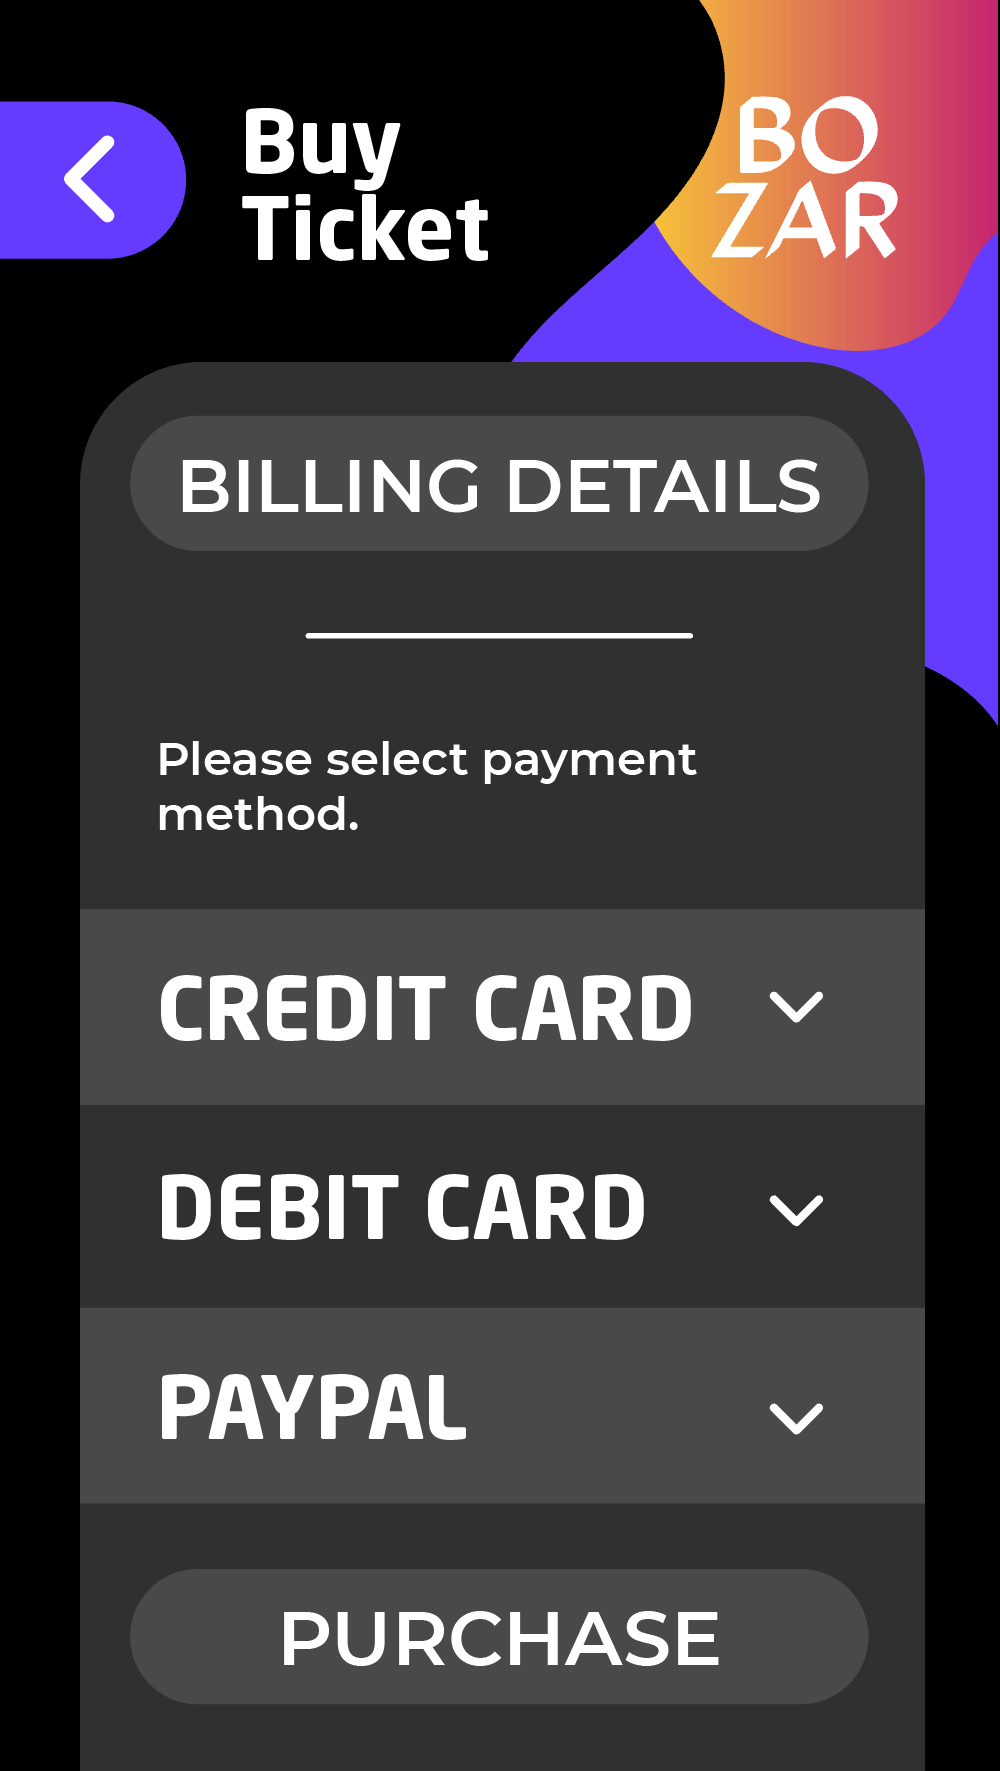 Buy
Ticket
BO
ZAR
BILLING DETAILS
Please select payment
method.
CREDIT CARD
DEBIT CARD
PAYPAL
PURCHASE